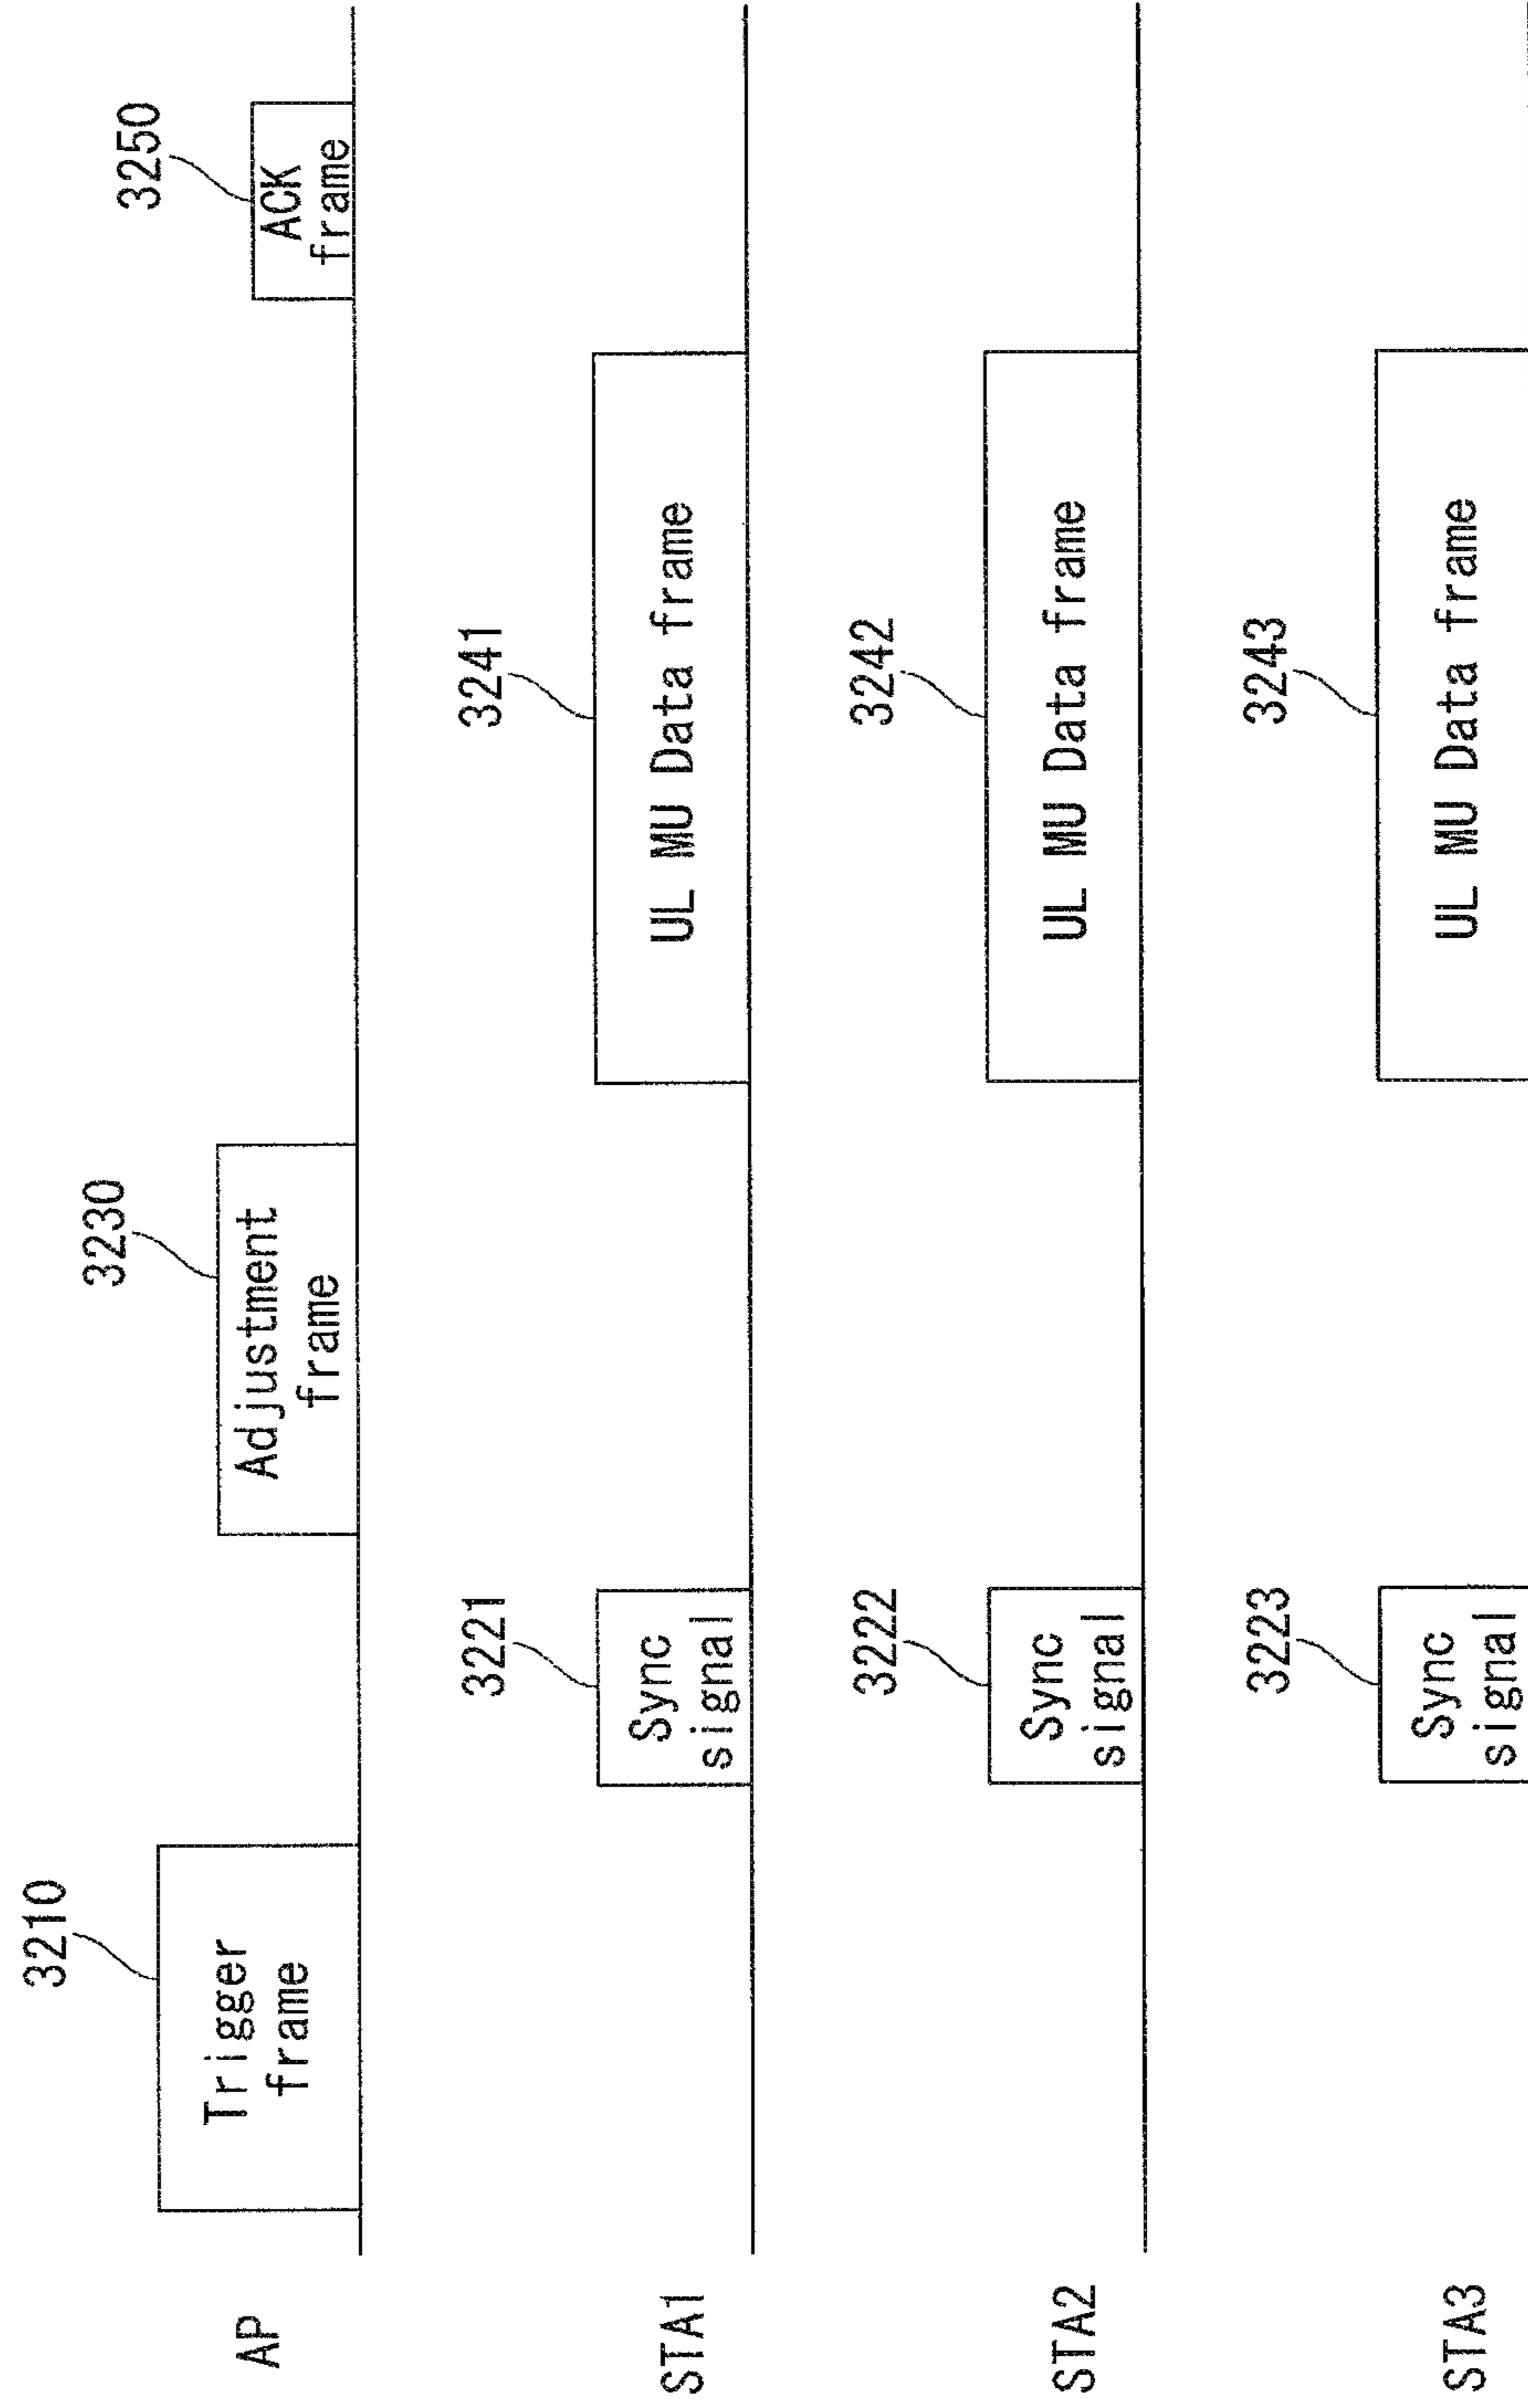 AP
3210
Trigger
frame
3230
Adjustment
frame
3250
ACK
frame
STA1
3221
Sync
signal
3241
UL MU Data frame
STA2
3222
Sync
signal
3242
UL MU Data frame
STA3
3223
Sync
signal
3243
UL MU Data frame